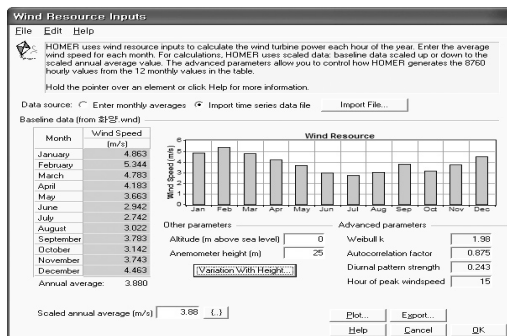 Wind Resource Inputs
File Edit Help
HOMER uses wind resource inputs to calculate the wind turbine power each hour of the year. Enter the average
wind speed for each month. For calculations, HOMER uses scaled data: baseline data scaled up or down to the
scaled annual average value. The advanced parameters allow you to control how HOMER generates the 8760
hourly values from the 12 monthly values in the table.
Hold the pointer over an element or click Help for more information.
Data source: Enter monthly averages Import time series data file Import File...
Baseline data (from 화양.wnd)
Month Wind Speed
(m/s)
January 4.863
February 5.344
March 4.783
April 4.183
May 3.663
June 2.942
July 2.742
August 3.022
September 3.783
October 3.142
November 3.743
December 4.463
Annual average: 3.880
Wind Resource
Wind Speed (m/s)
6
5
4
3
2
1
0
Jan Feb Mar Apr May Jun Jul Aug Sep Oct Nov Dec
Other parameters
Altitude (m above sea level) 0
Anemometer height (m) 25
Variation With Height...
Advanced parameters
Weibull k 1.98
Autocorrelation factor 0.875
Diurnal pattern strength 0.243
Hour of peak windspeed 15
Scaled annual average (m/s) 3.88 {..}
Plot... Export...
Help Cancel OK